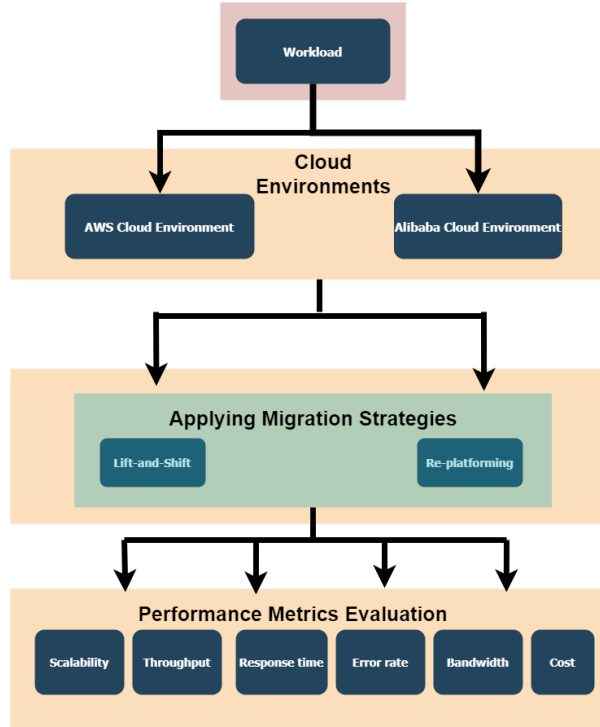 Workload
Cloud
Environments
AWS Cloud Environment
Alibaba Cloud Environment
Applying Migration Strategies
Lift-and-Shift
Re-platforming
Performance Metrics Evaluation
Scalability
Throughput
Response time
Error rate
Bandwidth
Cost